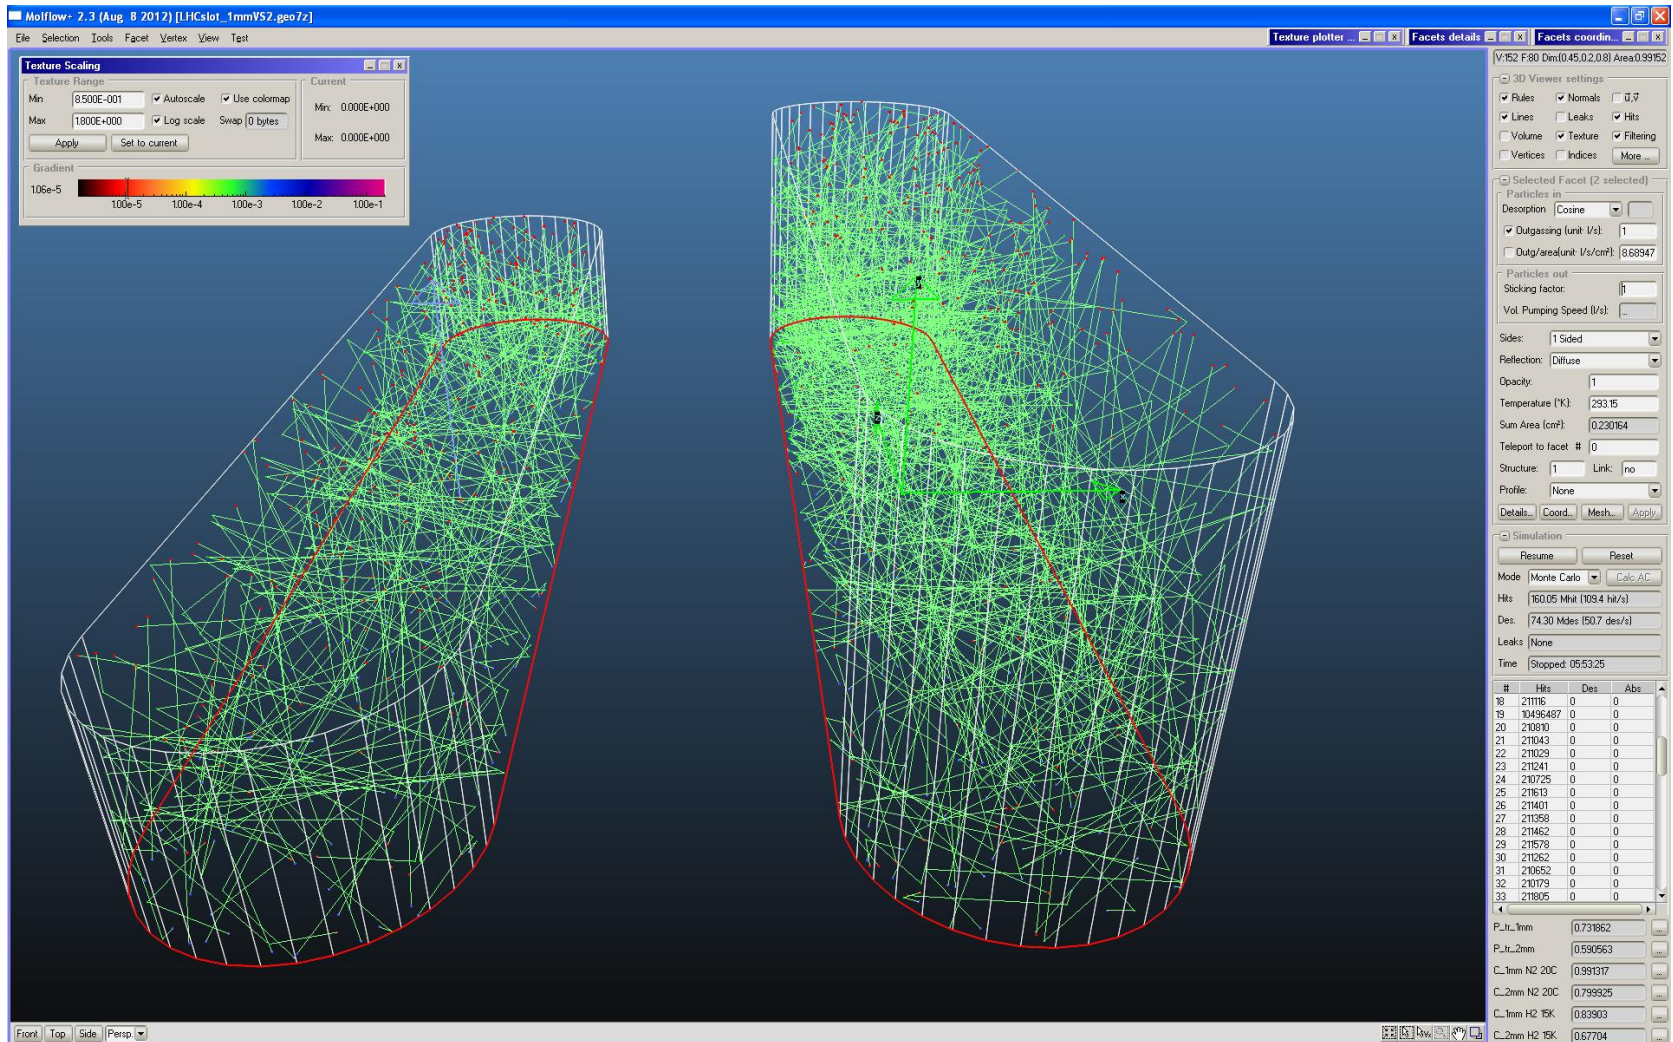 Molflow+ 2.3 (Aug 8 2012) [LHCslot_1mmVS2.geo7z]
File Selection Tools Facet Vertex View Test
Texture plotter ... Facets details Facets coordin...
Texture Scaling
Texture Range
Current
Min 8.500E-001 Autoscale Use colormap
Min: 0.000E+000
Max 1.800E+000 Log scale Swap 0 bytes
Max: 0.000E+000
Apply Set to current
Gradient
1.06e-5
1.00e-5 1.00e-4 1.00e-3 1.00e-2 1.00e-1
V:152 F:80 Dim:(0.45,0.2,0.8) Area:0.99152
3D Viewer settings
Rules Normals ū,v̄
Lines Leaks Hits
Volume Texture Filtering
Vertices Indices More ...
Selected Facet (2 selected)
Particles in
Desorption Cosine
Outgassing (unit· l/s): 1
Outg/area(unit· l/s/cm²): 8.68947
Particles out
Sticking factor: 1
Vol. Pumping Speed (l/s): ...
Sides: 1 Sided
Reflection: Diffuse
Opacity: 1
Temperature (°K): 293.15
Sum Area (cm²): 0.230164
Teleport to facet # 0
Structure: 1 Link: no
Profile: None
Details... Coord... Mesh... Apply
Simulation
Resume Reset
Mode Monte Carlo Calc AC
Hits 160.05 Mhit (109.4 hit/s)
Des. 74.30 Mdes (50.7 des/s)
Leaks None
Time Stopped: 05:53:25
# Hits Des Abs
18 211116 0 0
19 10496487 0 0
20 210810 0 0
21 211043 0 0
22 211029 0 0
23 211241 0 0
24 210725 0 0
25 211613 0 0
26 211401 0 0
27 211358 0 0
28 211462 0 0
29 211578 0 0
30 211262 0 0
31 210652 0 0
32 210179 0 0
33 211805 0 0
P_tr_1mm 0.731862 ...
P_tr_2mm 0.590563 ...
C_1mm N2 20C 0.991317 ...
C_2mm N2 20C 0.799925 ...
C_1mm H2 15K 0.83903 ...
C_2mm H2 15K 0.67704 ...
Front Top Side Persp.